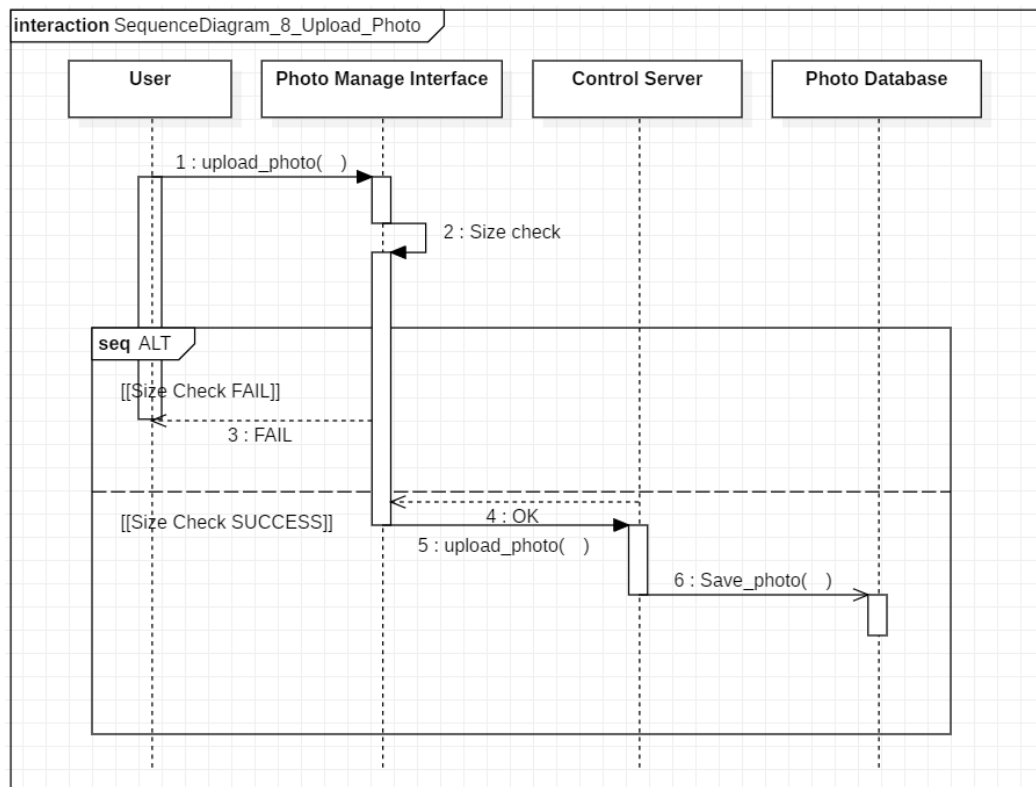 interaction SequenceDiagram_8_Upload_Photo
User
Photo Manage Interface
Control Server
Photo Database
1 : upload_photo( )
2 : Size check
seq ALT
[[Size Check FAIL]]
3 : FAIL
[[Size Check SUCCESS]]
4 : OK
5 : upload_photo( )
6 : Save_photo( )